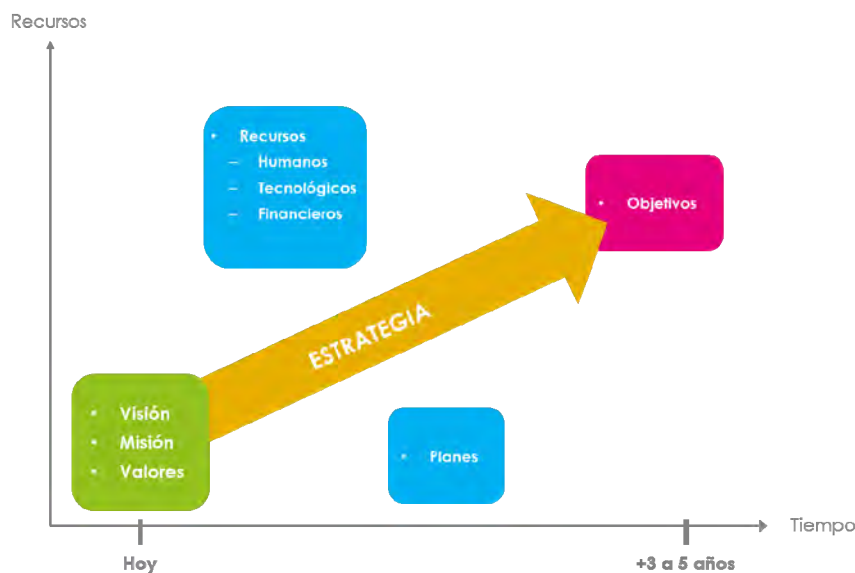 Recursos
• Recursos
– Humanos
– Tecnológicos
– Financieros
• Objetivos
ESTRATEGIA
• Visión
• Misión
• Valores
• Planes
Tiempo
Hoy
+3 a 5 años